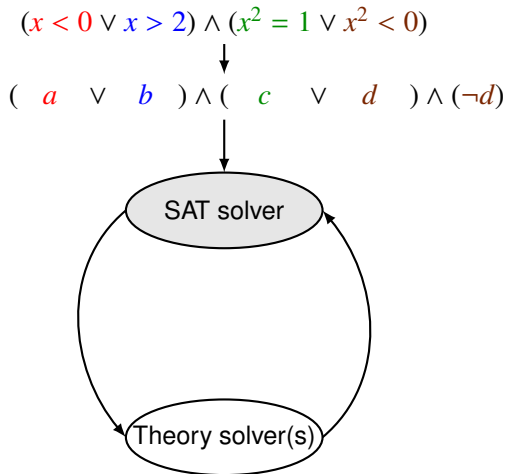 (x < 0 ∨ x > 2) ∧ (x² = 1 ∨ x² < 0)
( a ∨ b ) ∧ ( c ∨ d ) ∧ (¬d)
SAT solver
Theory solver(s)